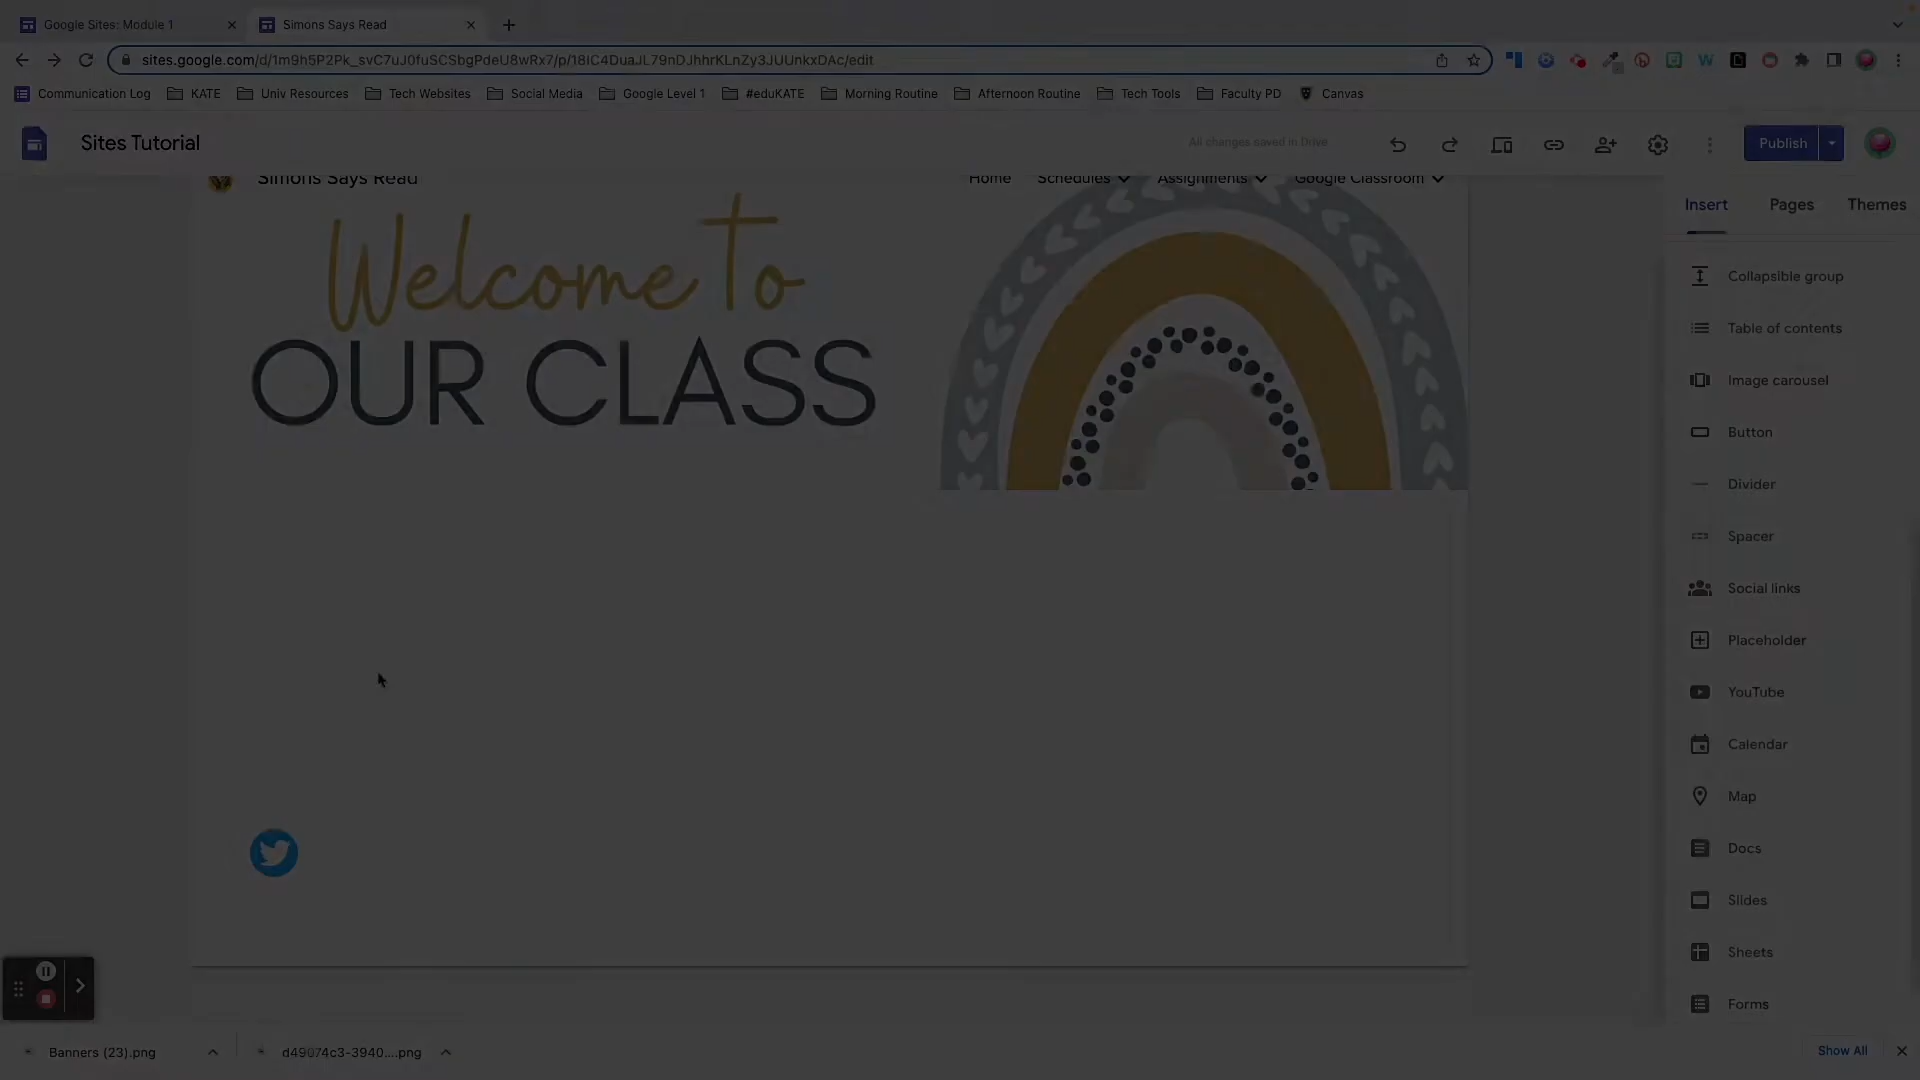 Google Sites: Module 1
Simons Says Read
sites.google.com/d/1m9h5P2Pk_svC7uJ0fuSCSbgPdeU8wRx7/p/18IC4DuaJL79nDJhhrKLnZy3JUUnkxDAc/edit
Communication Log
KATE
Univ Resources
Tech Websites
Social Media
Google Level 1
#eduKATE
Morning Routine
Afternoon Routine
Tech Tools
Faculty PD
Canvas
Sites Tutorial
All changes saved in Drive
Publish
Simons Says Read
Home
Schedules
Assignments
Google Classroom
Insert
Pages
Themes
Welcome to
OUR CLASS
Collapsible group
Table of contents
Image carousel
Button
Divider
Spacer
Social links
Placeholder
YouTube
Calendar
Map
Docs
Slides
Sheets
Forms
Banners (23).png
d49074c3-3940....png
Show All